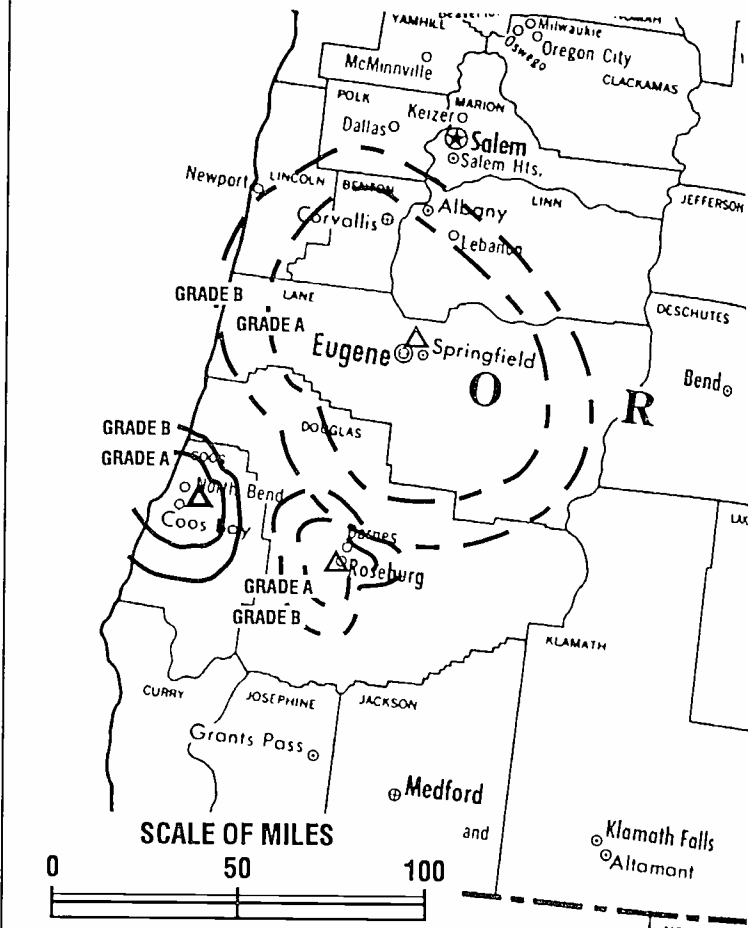 YAMHILL
Milwaukie
Oswego
Oregon City
McMinnville
CLACKAMAS
POLK
MARION
Keizer
Dallas
Salem
Salem Hts.
Newport
LINCOLN
BENTON
LINN
JEFFERSON
Corvallis
Albany
Lebanon
GRADE B
LANE
GRADE A
DESCHUTES
Eugene
Springfield
Bend
O R
GRADE B
DOUGLAS
GRADE A
COOS
North Bend
Coos Bay
Barnes
Roseburg
GRADE A
GRADE B
KLAMATH
CURRY
JOSEPHINE
JACKSON
Grants Pass
Medford
SCALE OF MILES
and
Klamath Falls
0 50 100
Altamont